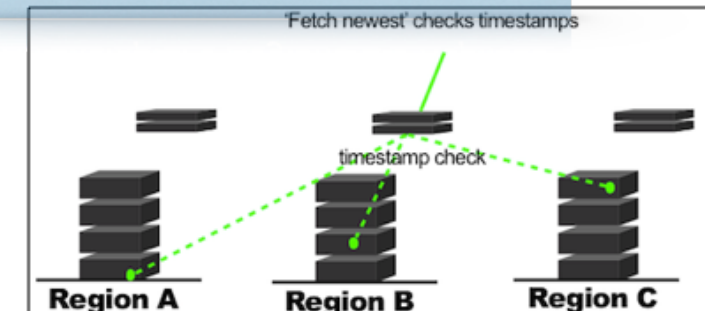 'Fetch newest' checks timestamps
timestamp check
Region A
Region B
Region C